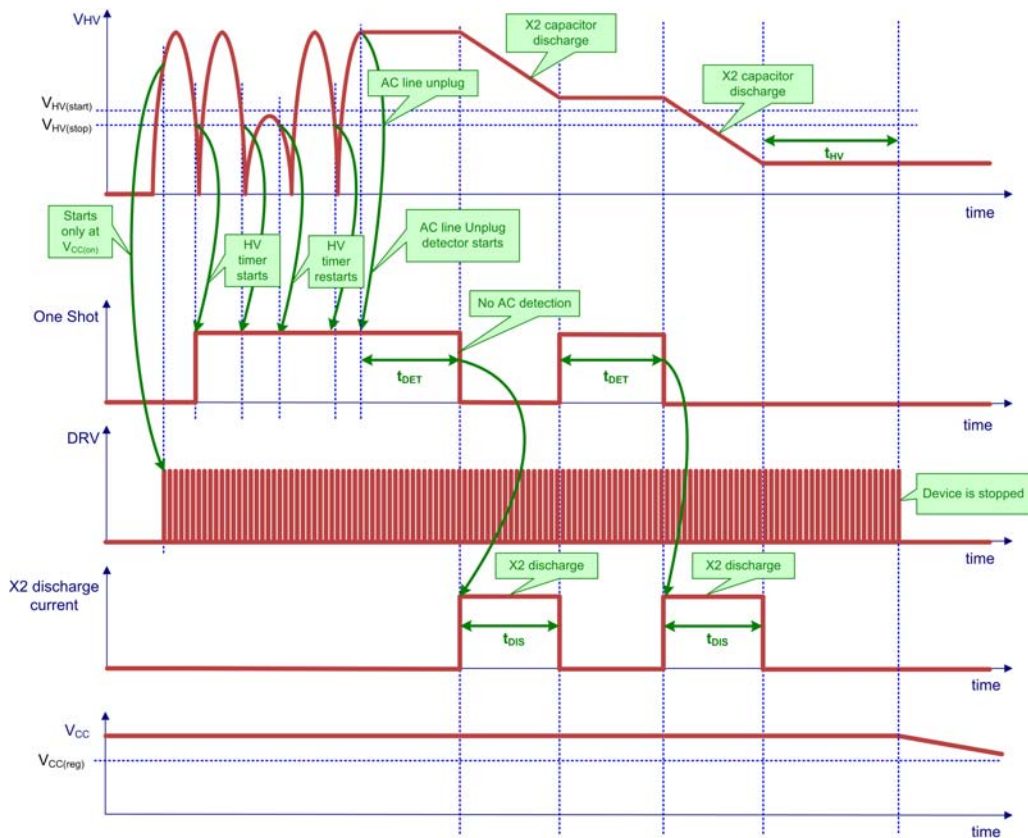 VHV
X2 capacitor
discharge
AC line unplug
X2 capacitor
discharge
VHV(start)
VHV(stop)
tHV
time
Starts
only at
VCC(on)
HV
timer
starts
HV
timer
restarts
AC line Unplug
detector starts
One Shot
No AC detection
tDET
tDET
time
DRV
Device is stopped
time
X2 discharge
current
X2 discharge
X2 discharge
tDIS
tDIS
time
VCC
VCC(reg)
time